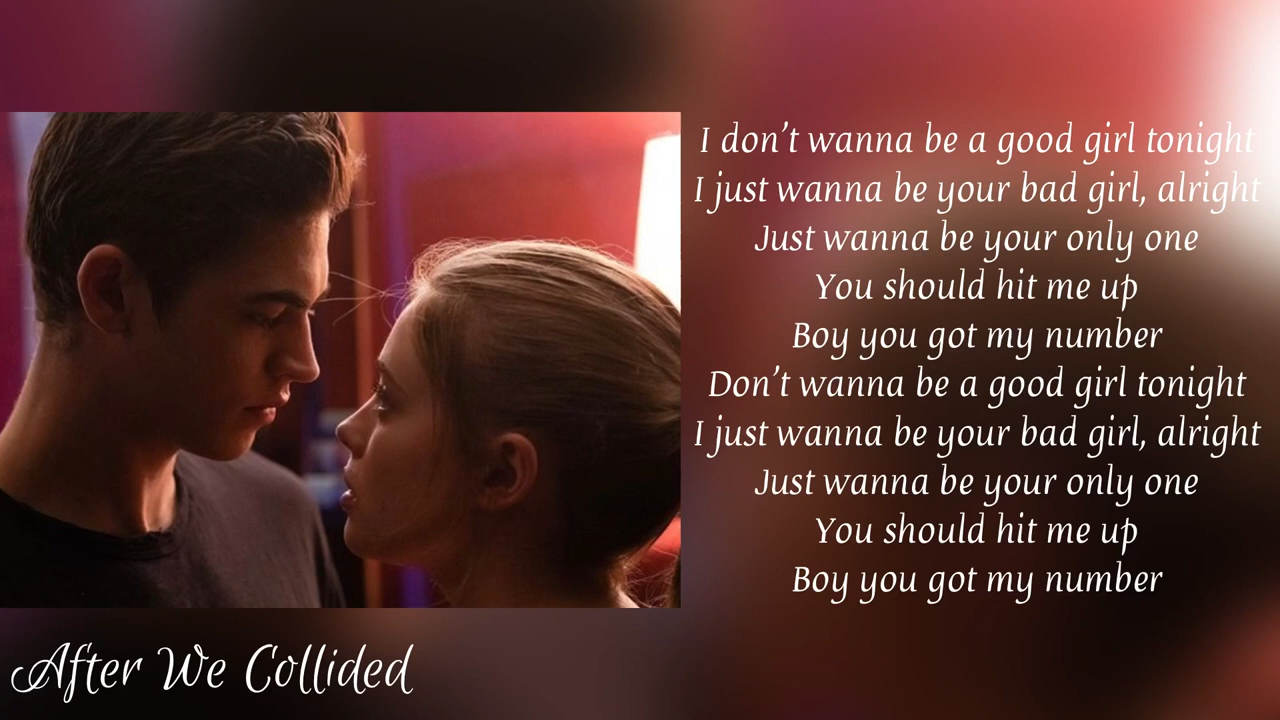 I don't wanna be a good girl tonight
I just wanna be your bad girl, alright
Just wanna be your only one
You should hit me up
Boy you got my number
Don't wanna be a good girl tonight
I just wanna be your bad girl, alright
Just wanna be your only one
You should hit me up
Boy you got my number
After We Collided